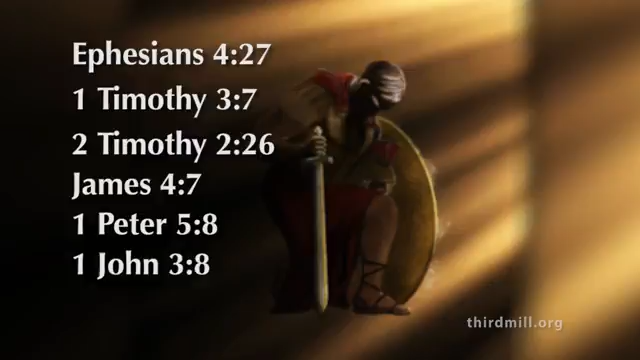 Ephesians 4:27
1 Timothy 3:7
2 Timothy 2:26
James 4:7
1 Peter 5:8
1 John 3:8
thirdmill.org